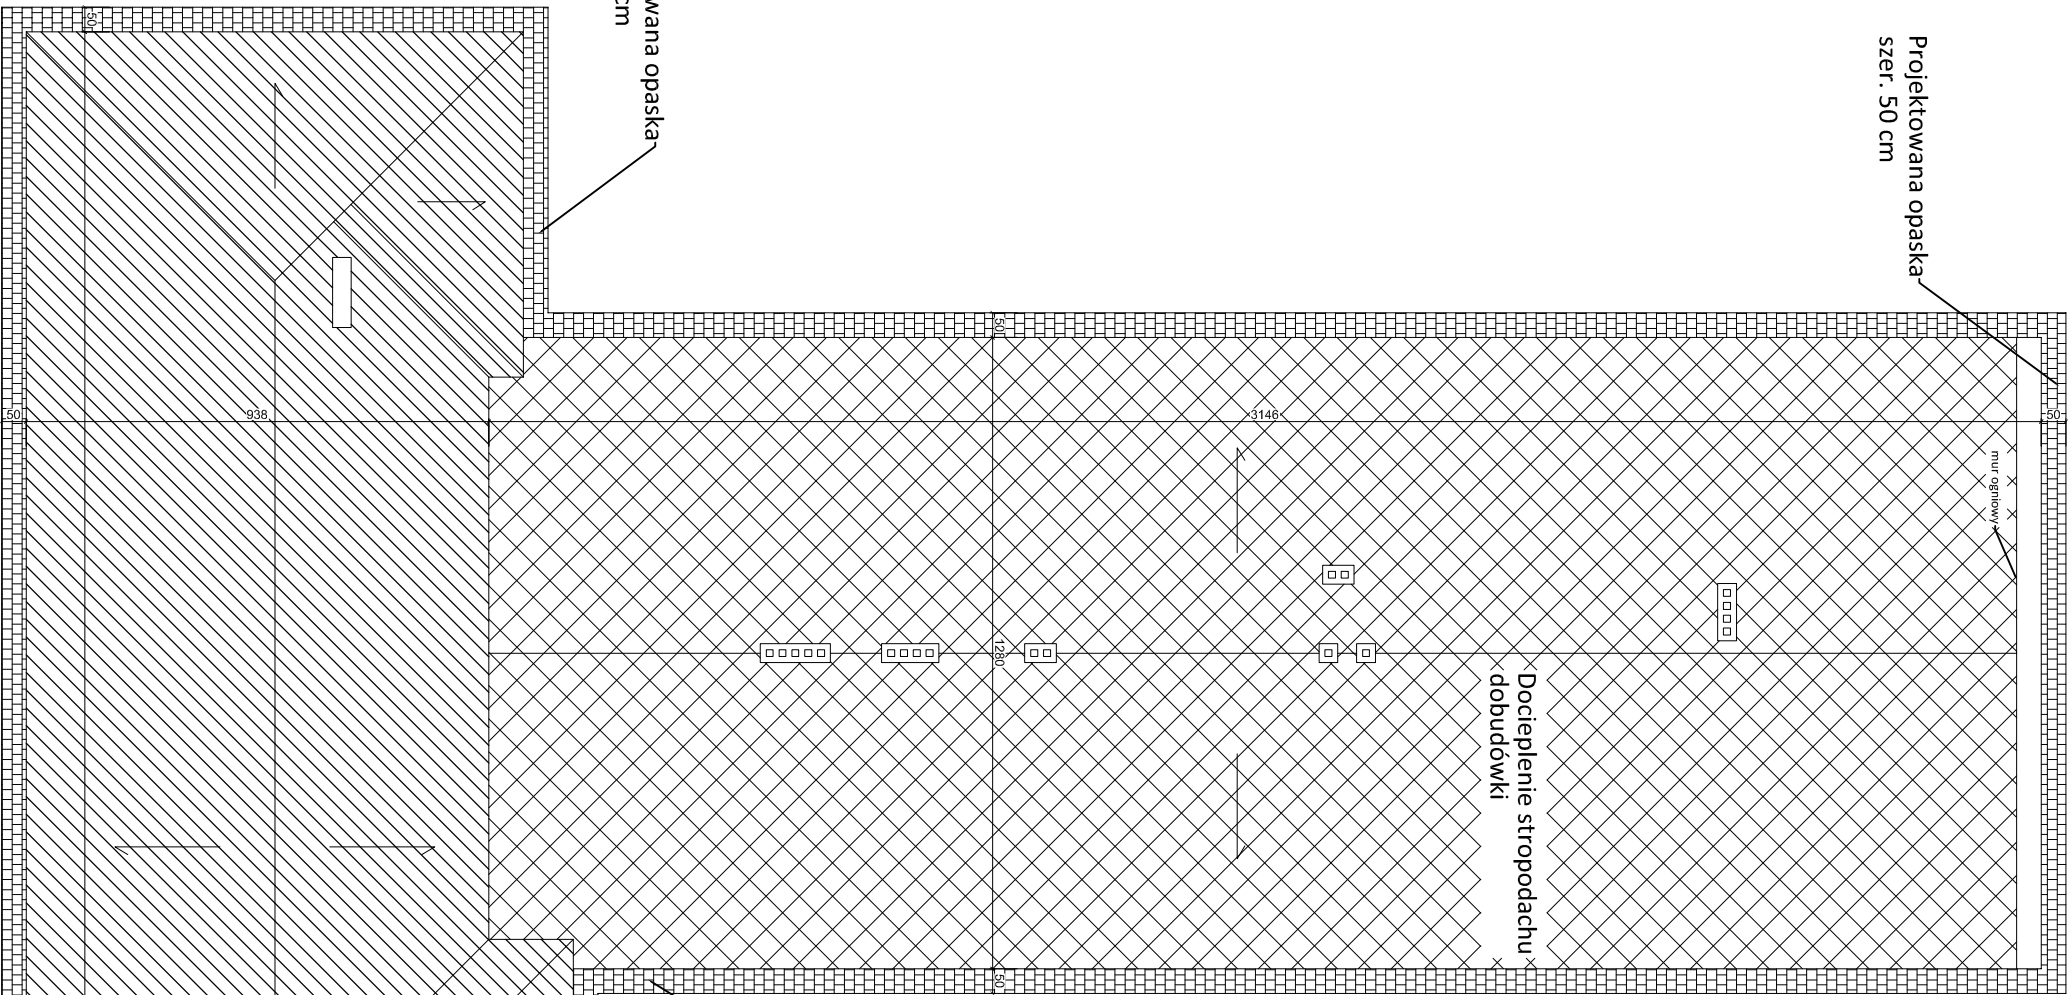 Projektowana opaska
szer. 50 cm
opaska
cm
50
50
938
3146
50
50
1280
50
mur ogniowy
Docieplenie stropodachu
dobudówki